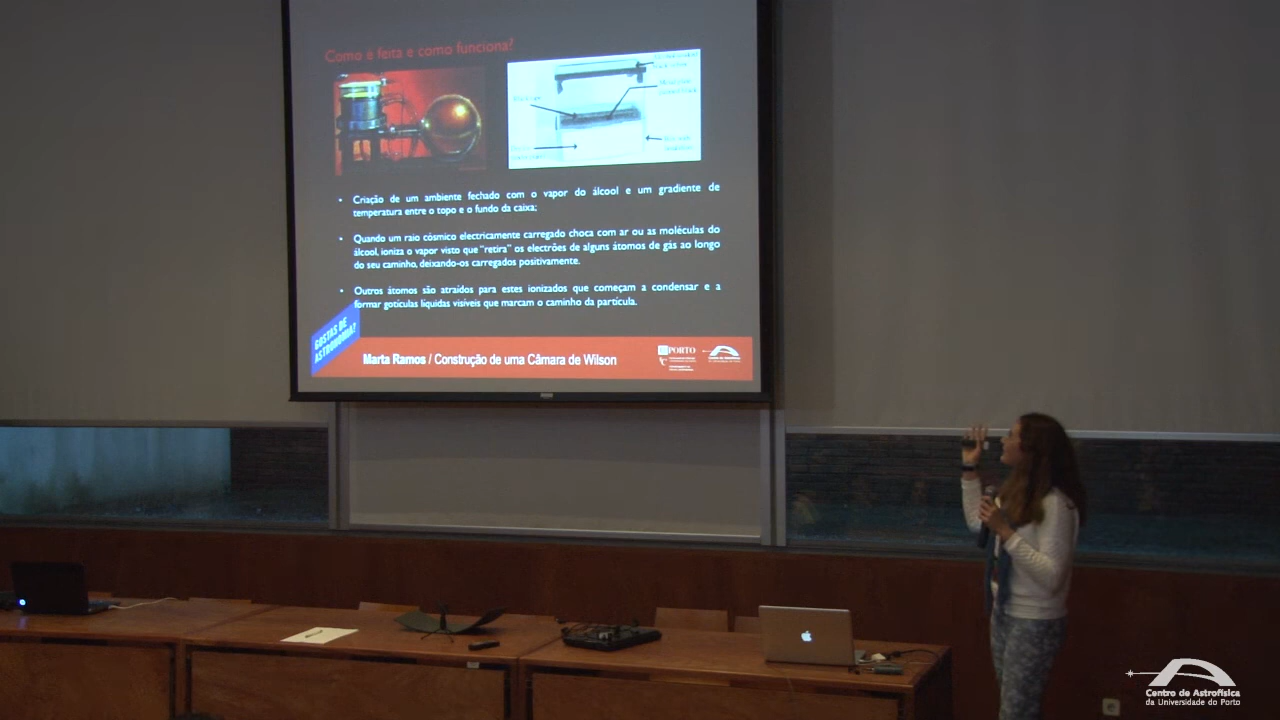 Como é feita e como funciona?
• Criação de um ambiente fechado com o vapor do álcool e um gradiente de
temperatura entre o topo e o fundo da caixa;
• Quando um raio cósmico electricamente carregado choca com ar ou as moléculas do
álcool, ioniza o vapor visto que “retira” os electrões de alguns átomos de gás ao longo
do seu caminho, deixando-os carregados positivamente.
• Outros átomos são atraídos para estes ionizados que começam a condensar e a
formar gotículas líquidas visíveis que marcam o caminho da partícula.
GOSTAS DE
ASTRONOMIA?
Marta Ramos / Construção de uma Câmara de Wilson
PORTO
Centro de Astrofísica
da Universidade do Porto